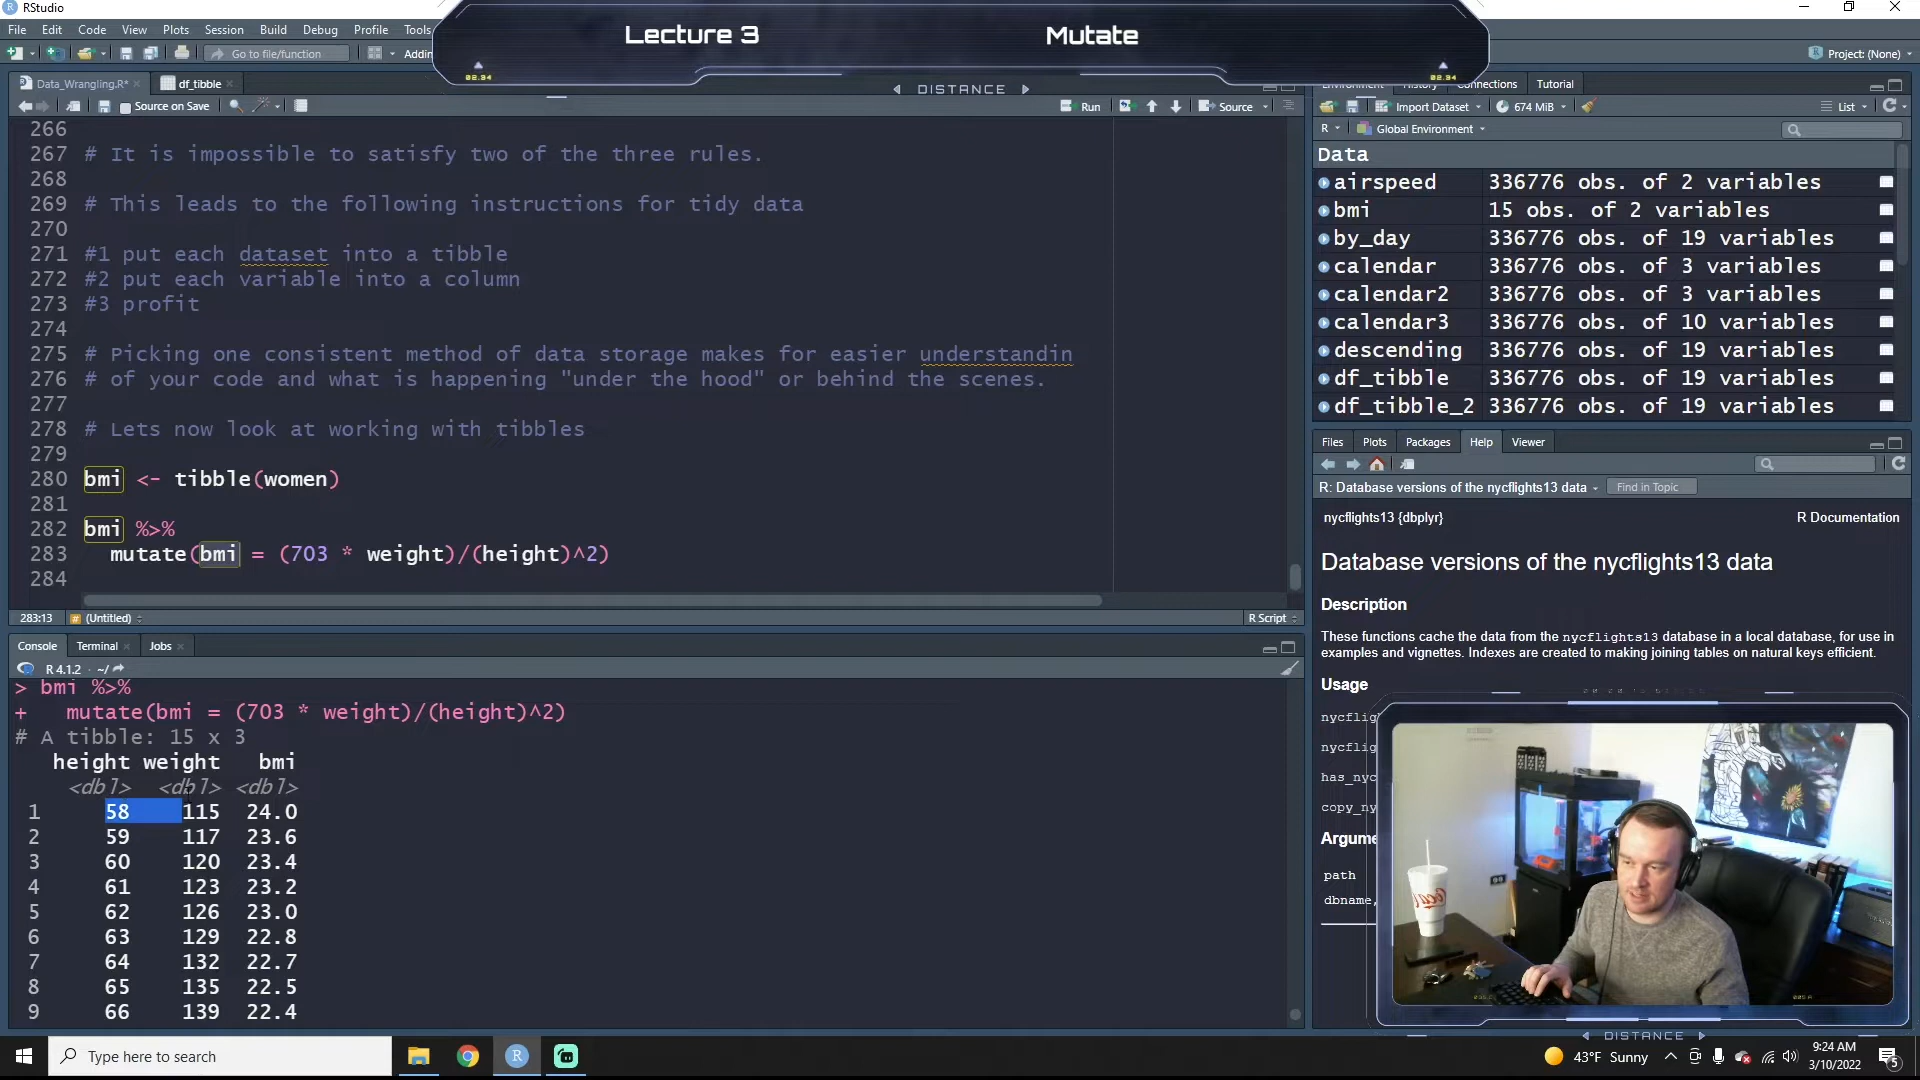 RStudio
Lecture 3
Mutate
File Edit Code View Plots Session Build Debug Profile Tools
Go to file/function
Addin
Project: (None)
08.34
08.34
DISTANCE
Data_Wrangling.R*
df_tibble
Source on Save
Run
Source
266
267 # It is impossible to satisfy two of the three rules.
268
269 # This leads to the following instructions for tidy data
270
271 #1 put each dataset into a tibble
272 #2 put each variable into a column
273 #3 profit
274
275 # Picking one consistent method of data storage makes for easier understandin
276 # of your code and what is happening "under the hood" or behind the scenes.
277
278 # Lets now look at working with tibbles
279
280 bmi <- tibble(women)
281
282 bmi %>%
283 mutate(bmi = (703 * weight)/(height)^2)
284
283:13
(Untitled)
R Script
Console Terminal Jobs
R 4.1.2 · ~/
> bmi %>%
+ mutate(bmi = (703 * weight)/(height)^2)
# A tibble: 15 x 3
height weight bmi
<dbl> <dbl> <dbl>
1 58 115 24.0
2 59 117 23.6
3 60 120 23.4
4 61 123 23.2
5 62 126 23.0
6 63 129 22.8
7 64 132 22.7
8 65 135 22.5
9 66 139 22.4
Tutorial
Import Dataset
674 MiB
List
R
Global Environment
Data
airspeed 336776 obs. of 2 variables
bmi 15 obs. of 2 variables
by_day 336776 obs. of 19 variables
calendar 336776 obs. of 3 variables
calendar2 336776 obs. of 3 variables
calendar3 336776 obs. of 10 variables
descending 336776 obs. of 19 variables
df_tibble 336776 obs. of 19 variables
df_tibble_2 336776 obs. of 19 variables
Files Plots Packages Help Viewer
R: Database versions of the nycflights13 data
Find in Topic
nycflights13 {dbplyr}
R Documentation
Database versions of the nycflights13 data
Description
These functions cache the data from the nycflights13 database in a local database, for use in
examples and vignettes. Indexes are created to making joining tables on natural keys efficient.
Usage
nycflig
nycflig
has_nyc
copy_ny
Argume
path
dbname,
DISTANCE
Type here to search
43°F Sunny
9:24 AM
3/10/2022
5